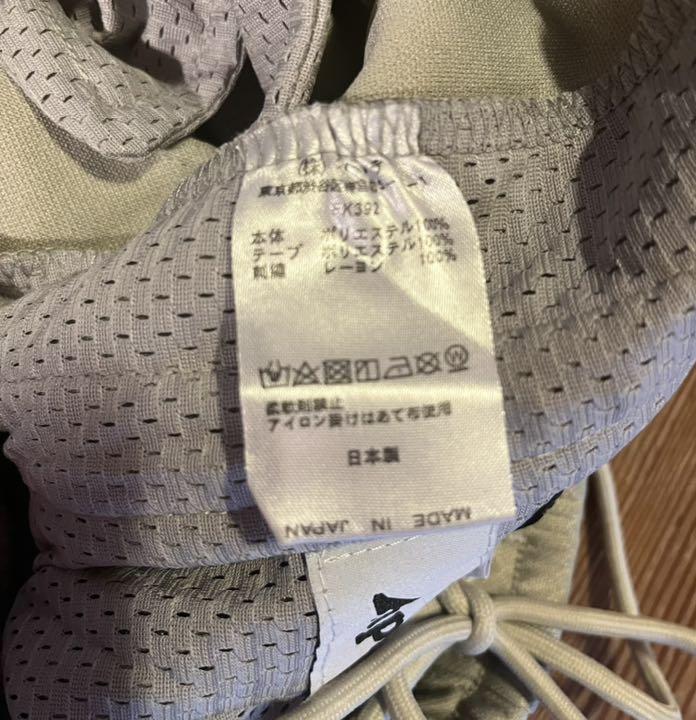 (株)
東京都渋谷区神宮
K392
本体 ポリエステル100%
テープ ポリエステル100%
刺繍 レーヨン 100%
柔軟剤禁止
アイロン掛けはあて布使用
日本製
MADE IN JAPAN